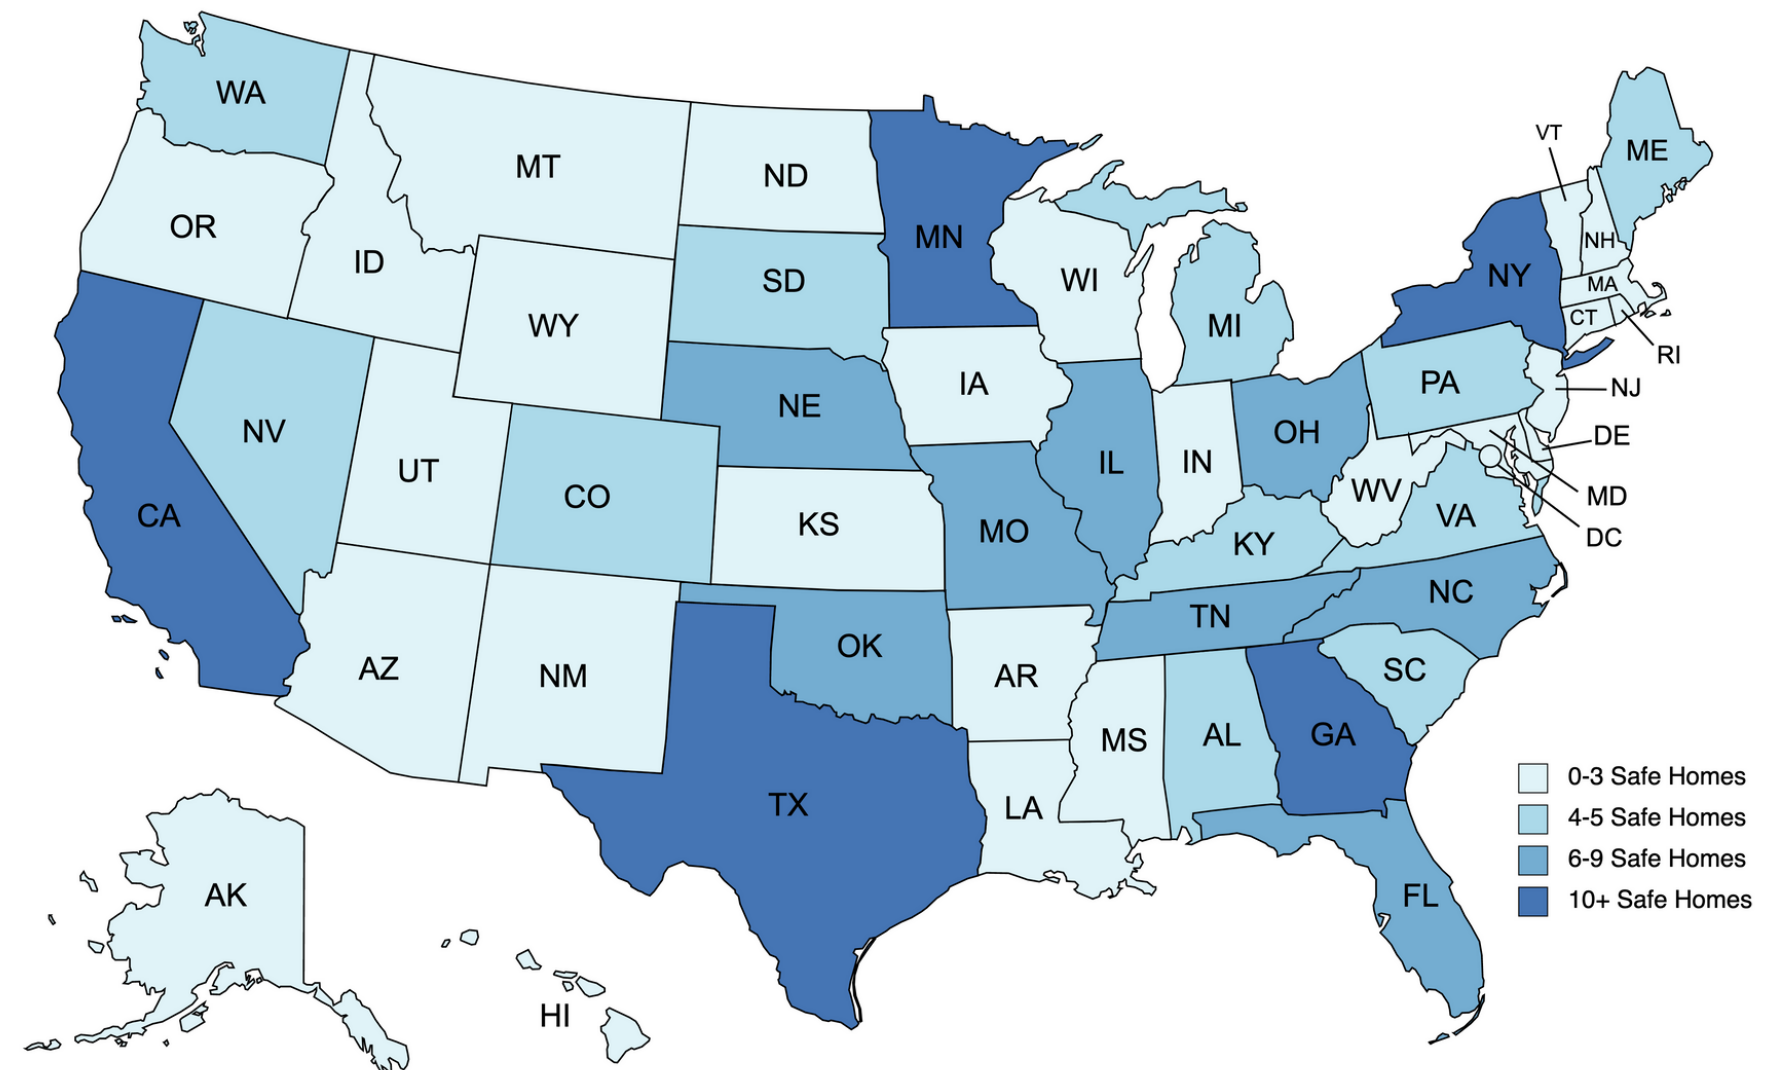 WA
MT
ND
MN
VT
ME
OR
ID
SD
WI
MI
NH
NY
MA
CT
RI
WY
IA
NE
PA
NJ
NV
UT
CO
KS
IL
IN
OH
DE
WV
VA
MD
DC
CA
MO
KY
TN
NC
AZ
NM
OK
AR
SC
MS
AL
GA
TX
LA
FL
AK
HI
0-3 Safe Homes
4-5 Safe Homes
6-9 Safe Homes
10+ Safe Homes